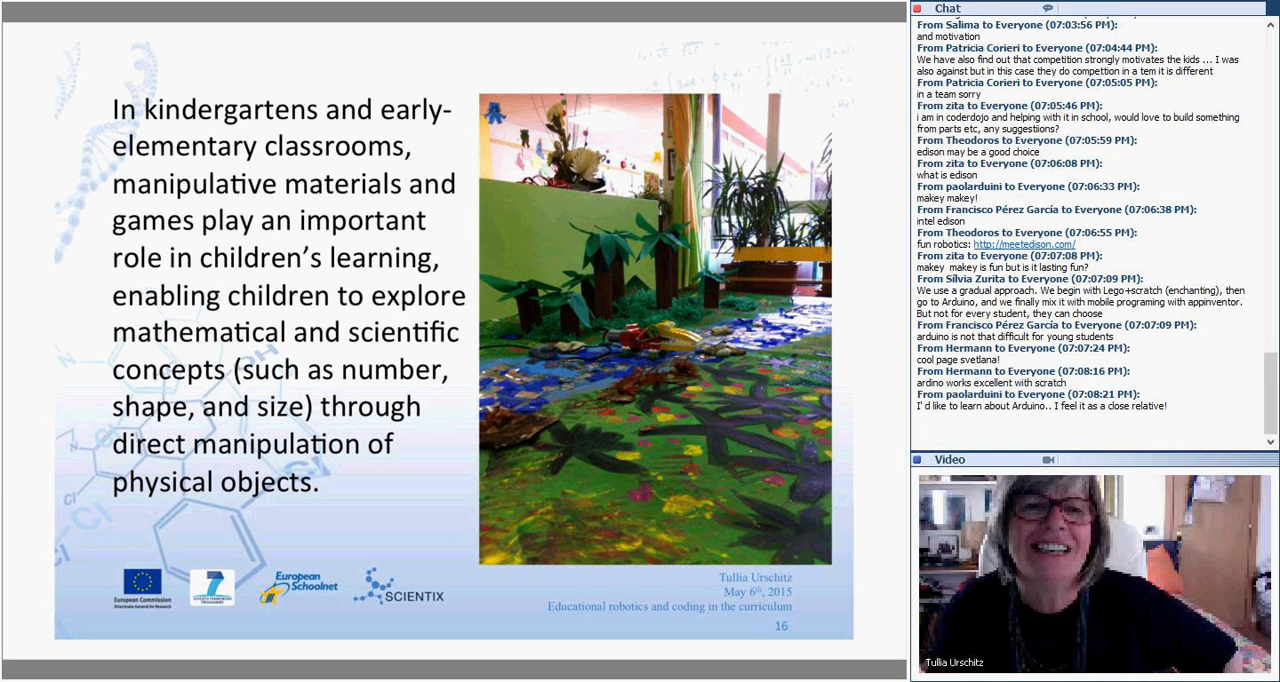 In kindergartens and early-
elementary classrooms,
manipulative materials and
games play an important
role in children's learning,
enabling children to explore
mathematical and scientific
concepts (such as number,
shape, and size) through
direct manipulation of
physical objects.
European Commission
Directorate-General for Research
7
SEVENTH FRAMEWORK
PROGRAMME
European
Schoolnet
SCIENTIX
Tullia Urschitz
May 6th, 2015
Educational robotics and coding in the curriculum
16
Chat
From Salima to Everyone (07:03:56 PM):
and motivation
From Patricia Corieri to Everyone (07:04:44 PM):
We have also find out that competition strongly motivates the kids ... I was
also against but in this case they do compettion in a tem it is different
From Patricia Corieri to Everyone (07:05:05 PM):
in a team sorry
From zita to Everyone (07:05:46 PM):
i am in coderdojo and helping with it in school, would love to build something
from parts etc, any suggestiions?
From Theodoros to Everyone (07:05:59 PM):
edison may be a good choice
From zita to Everyone (07:06:08 PM):
what is edison
From paolarduini to Everyone (07:06:33 PM):
makey makey!
From Francisco Pérez García to Everyone (07:06:38 PM):
intel edison
From Theodoros to Everyone (07:06:55 PM):
fun robotics: http://meetedison.com/
From zita to Everyone (07:07:08 PM):
makey makey is fun but is it lasting fun?
From Sílvia Zurita to Everyone (07:07:09 PM):
We use a gradual approach. We begin with Lego+scratch (enchanting), then
go to Arduino, and we finally mix it with mobile programing with appinventor.
But not for every student, they can choose
From Francisco Pérez García to Everyone (07:07:09 PM):
arduino is not that difficult for young students
From Hermann to Everyone (07:07:24 PM):
cool page svetlana!
From Hermann to Everyone (07:08:16 PM):
ardino works excellent with scratch
From paolarduini to Everyone (07:08:21 PM):
I'd like to learn about Arduino.. I feel it as a close relative!
Video
Tullia Urschitz